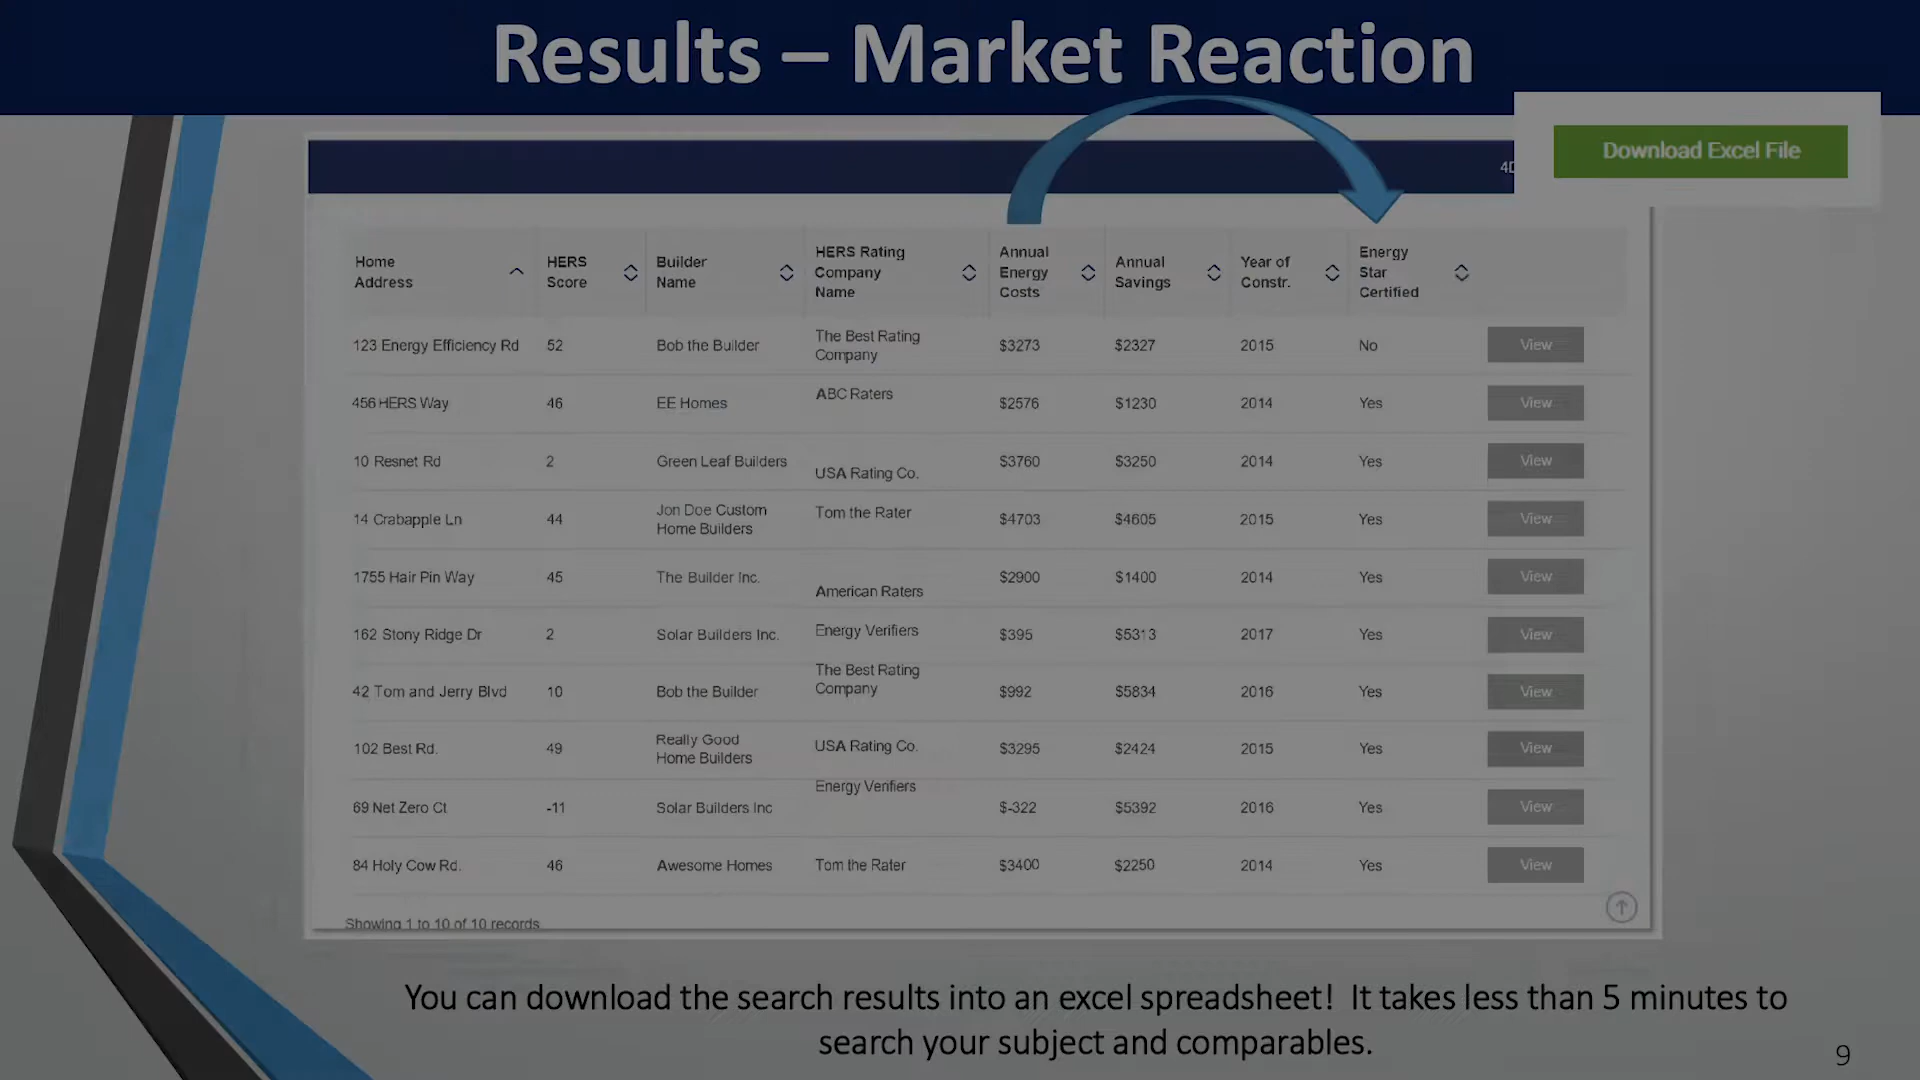 Results – Market Reaction
Download Excel File
Home Address
HERS Score
Builder Name
HERS Rating Company Name
Annual Energy Costs
Annual Savings
Year of Constr.
Energy Star Certified
123 Energy Efficiency Rd 52 Bob the Builder The Best Rating Company $3273 $2327 2015 No View
456 HERS Way 46 EE Homes ABC Raters $2576 $1230 2014 Yes View
10 Resnet Rd 2 Green Leaf Builders USA Rating Co. $3760 $3250 2014 Yes View
14 Crabapple Ln 44 Jon Doe Custom Home Builders Tom the Rater $4703 $4605 2015 Yes View
1755 Hair Pin Way 45 The Builder Inc. American Raters $2900 $1400 2014 Yes View
162 Stony Ridge Dr 2 Solar Builders Inc. Energy Verifiers $395 $5313 2017 Yes View
42 Tom and Jerry Blvd 10 Bob the Builder The Best Rating Company $992 $5834 2016 Yes View
102 Best Rd. 49 Really Good Home Builders USA Rating Co. $3295 $2424 2015 Yes View
69 Net Zero Ct -11 Solar Builders Inc Energy Verifiers $-322 $5392 2016 Yes View
84 Holy Cow Rd. 46 Awesome Homes Tom the Rater $3400 $2250 2014 Yes View
Showing 1 to 10 of 10 records
You can download the search results into an excel spreadsheet! It takes less than 5 minutes to
search your subject and comparables.
9